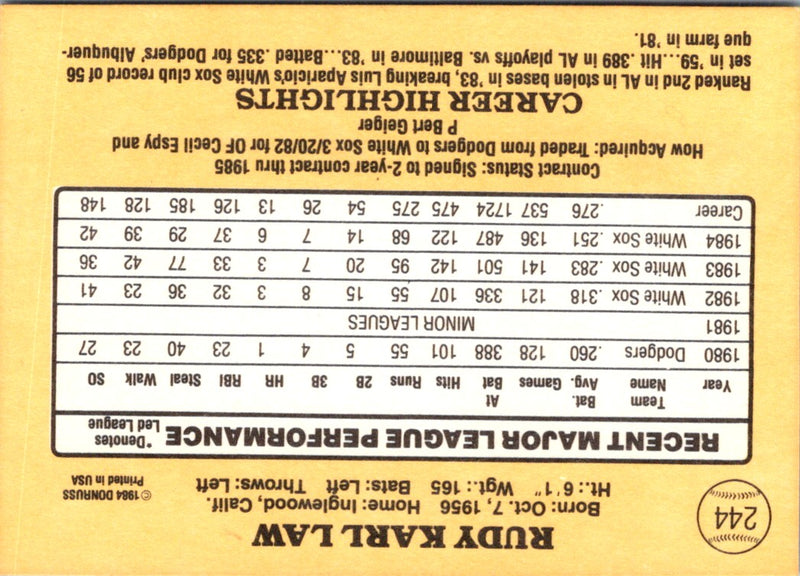 244
RUDY KARL LAW
Born: Oct. 7, 1956 Home: Inglewood, Calif.
Ht.: 6'1" Wgt.: 165 Bats: Left Throws: Left
©1984 DONRUSS
Printed in USA
RECENT MAJOR LEAGUE PERFORMANCE
*Denotes
Led League
Year Team Name Bat. Avg. Games At Bat Hits Runs 2B 3B HR RBI Steal Walk SO
1980 Dodgers .260 128 388 101 55 5 4 1 23 40 23 27
1981 MINOR LEAGUES
1982 White Sox .318 121 336 107 55 15 8 3 32 36 23 41
1983 White Sox .283 141 501 142 95 20 7 3 33 77 42 36
1984 White Sox .251 136 487 122 68 14 7 6 37 29 39 42
Career .276 537 1724 475 275 54 26 13 126 185 128 148
Contract Status: Signed to 2-year contract thru 1985
How Acquired: Traded from Dodgers to White Sox 3/20/82 for OF Cecil Espy and
P Bert Geiger
CAREER HIGHLIGHTS
Ranked 2nd in AL in stolen bases in '83, breaking Luis Aparicio's White Sox club record of 56
set in '59...Hit .389 in AL playoffs vs. Baltimore in '83...Batted .335 for Dodgers' Albuquer-
que farm in '81.